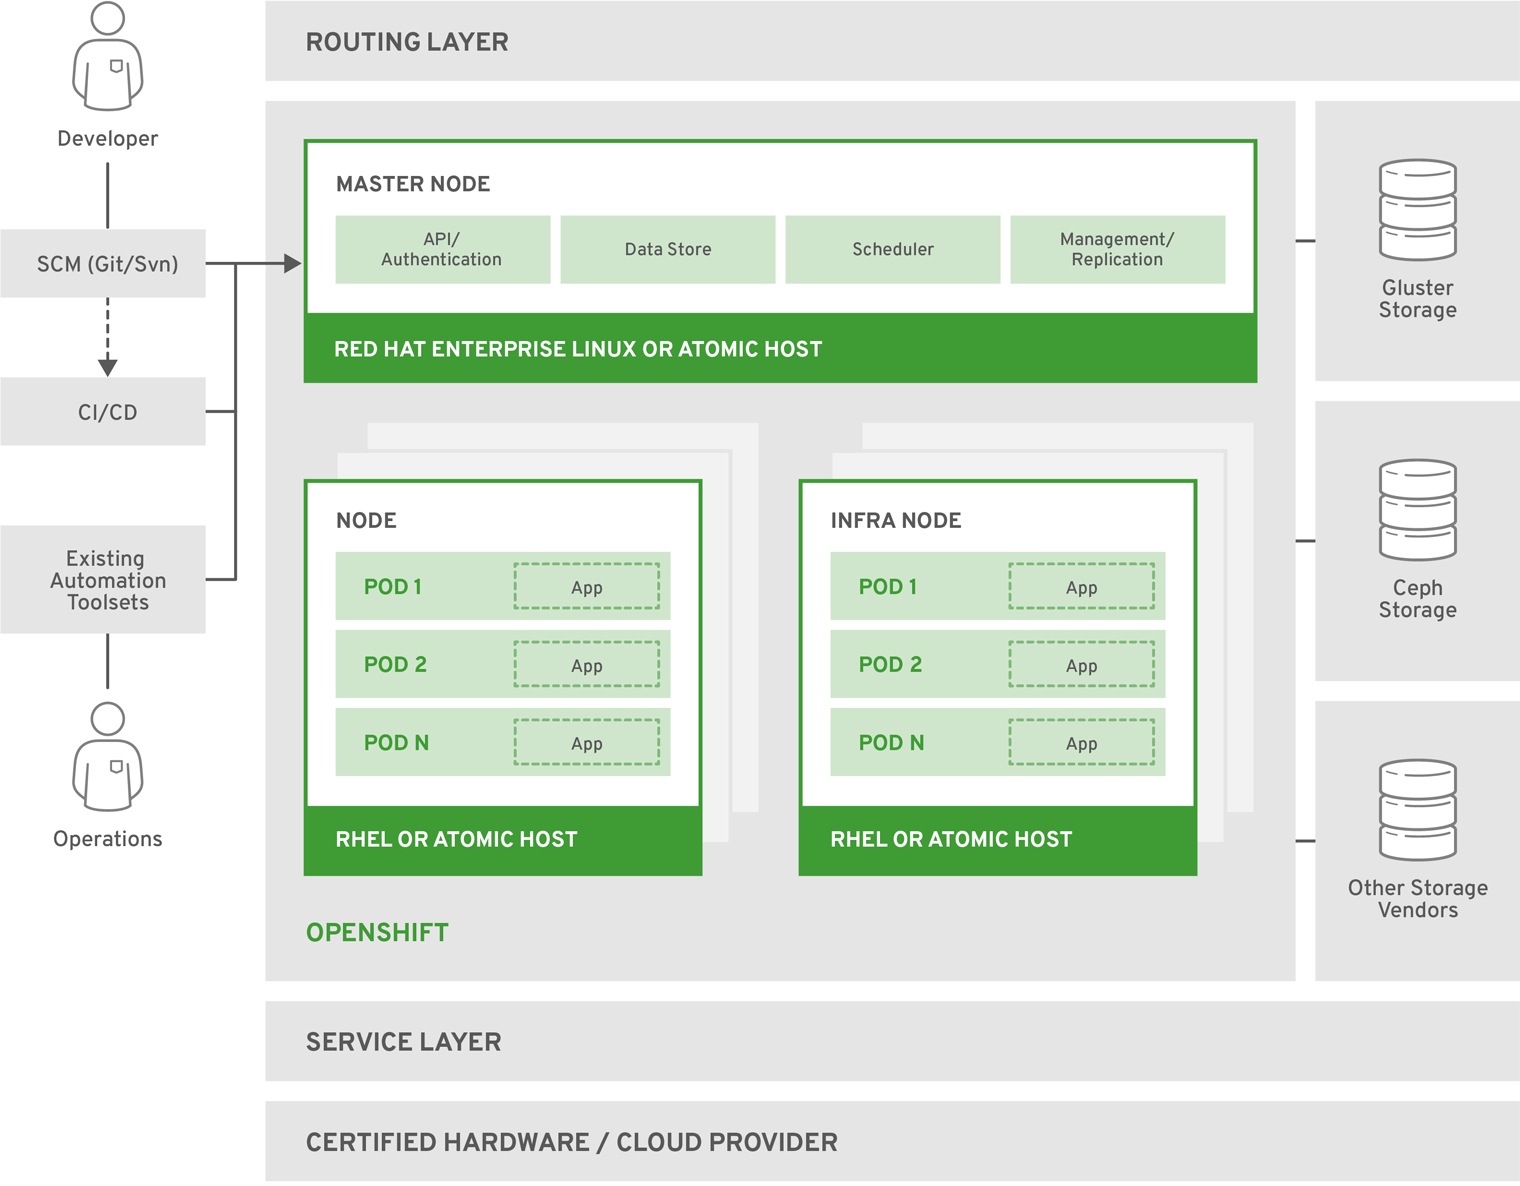 Developer
SCM (Git/Svn)
CI/CD
Existing
Automation
Toolsets
Operations
ROUTING LAYER
MASTER NODE
API/
Authentication
Data Store
Scheduler
Management/
Replication
RED HAT ENTERPRISE LINUX OR ATOMIC HOST
NODE
POD 1
App
POD 2
App
POD N
App
RHEL OR ATOMIC HOST
INFRA NODE
POD 1
App
POD 2
App
POD N
App
RHEL OR ATOMIC HOST
OPENSHIFT
Gluster
Storage
Ceph
Storage
Other Storage
Vendors
SERVICE LAYER
CERTIFIED HARDWARE / CLOUD PROVIDER